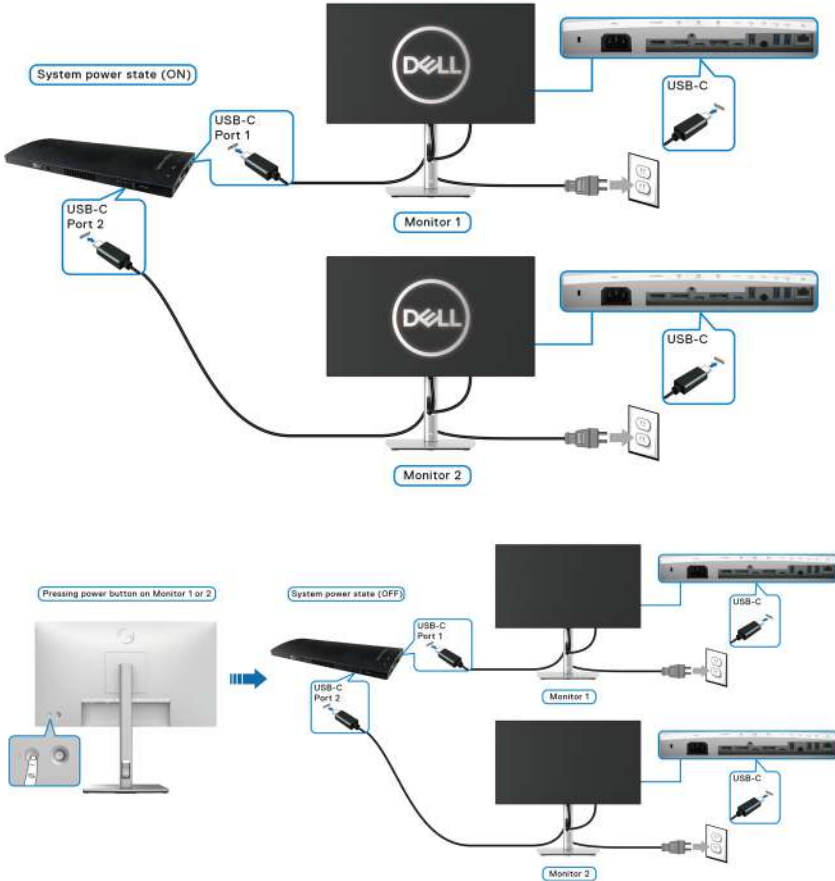 System power state (ON)
USB-C
Port 1
DELL
USB-C
Monitor 1
USB-C
Port 2
DELL
USB-C
Monitor 2
Pressing power button on Monitor 1 or 2
System power state (OFF)
USB-C
Port 1
USB-C
Monitor 1
USB-C
Port 2
USB-C
Monitor 2